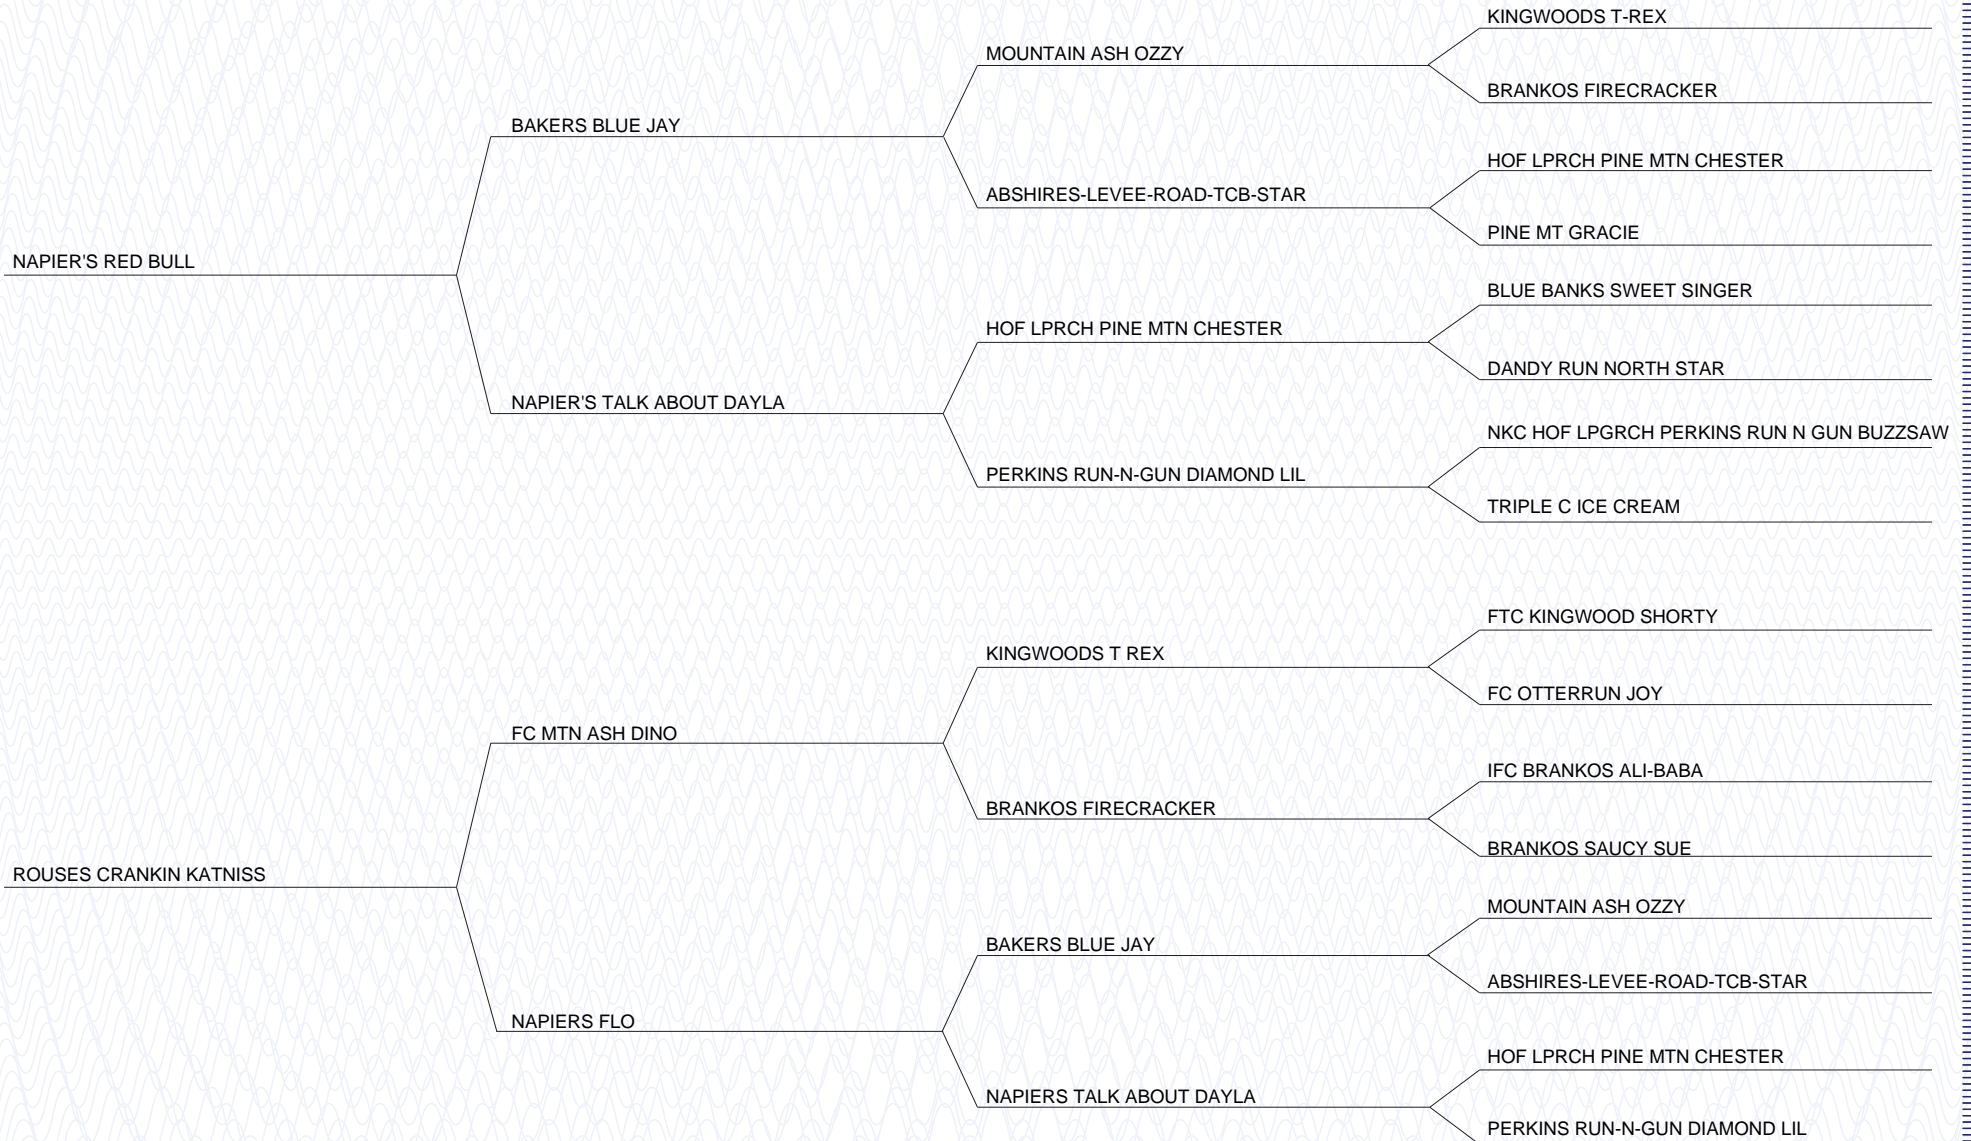 KINGWOODS T-REX
MOUNTAIN ASH OZZY
BRANKOS FIRECRACKER
BAKERS BLUE JAY
HOF LPRCH PINE MTN CHESTER
ABSHIRES-LEVEE-ROAD-TCB-STAR
PINE MT GRACIE
NAPIER'S RED BULL
BLUE BANKS SWEET SINGER
HOF LPRCH PINE MTN CHESTER
DANDY RUN NORTH STAR
NAPIER'S TALK ABOUT DAYLA
NKC HOF LPGRCH PERKINS RUN N GUN BUZZSAW
PERKINS RUN-N-GUN DIAMOND LIL
TRIPLE C ICE CREAM
FTC KINGWOOD SHORTY
KINGWOODS T REX
FC OTTERRUN JOY
FC MTN ASH DINO
IFC BRANKOS ALI-BABA
BRANKOS FIRECRACKER
BRANKOS SAUCY SUE
ROUSES CRANKIN KATNISS
MOUNTAIN ASH OZZY
BAKERS BLUE JAY
ABSHIRES-LEVEE-ROAD-TCB-STAR
NAPIERS FLO
HOF LPRCH PINE MTN CHESTER
NAPIERS TALK ABOUT DAYLA
PERKINS RUN-N-GUN DIAMOND LIL